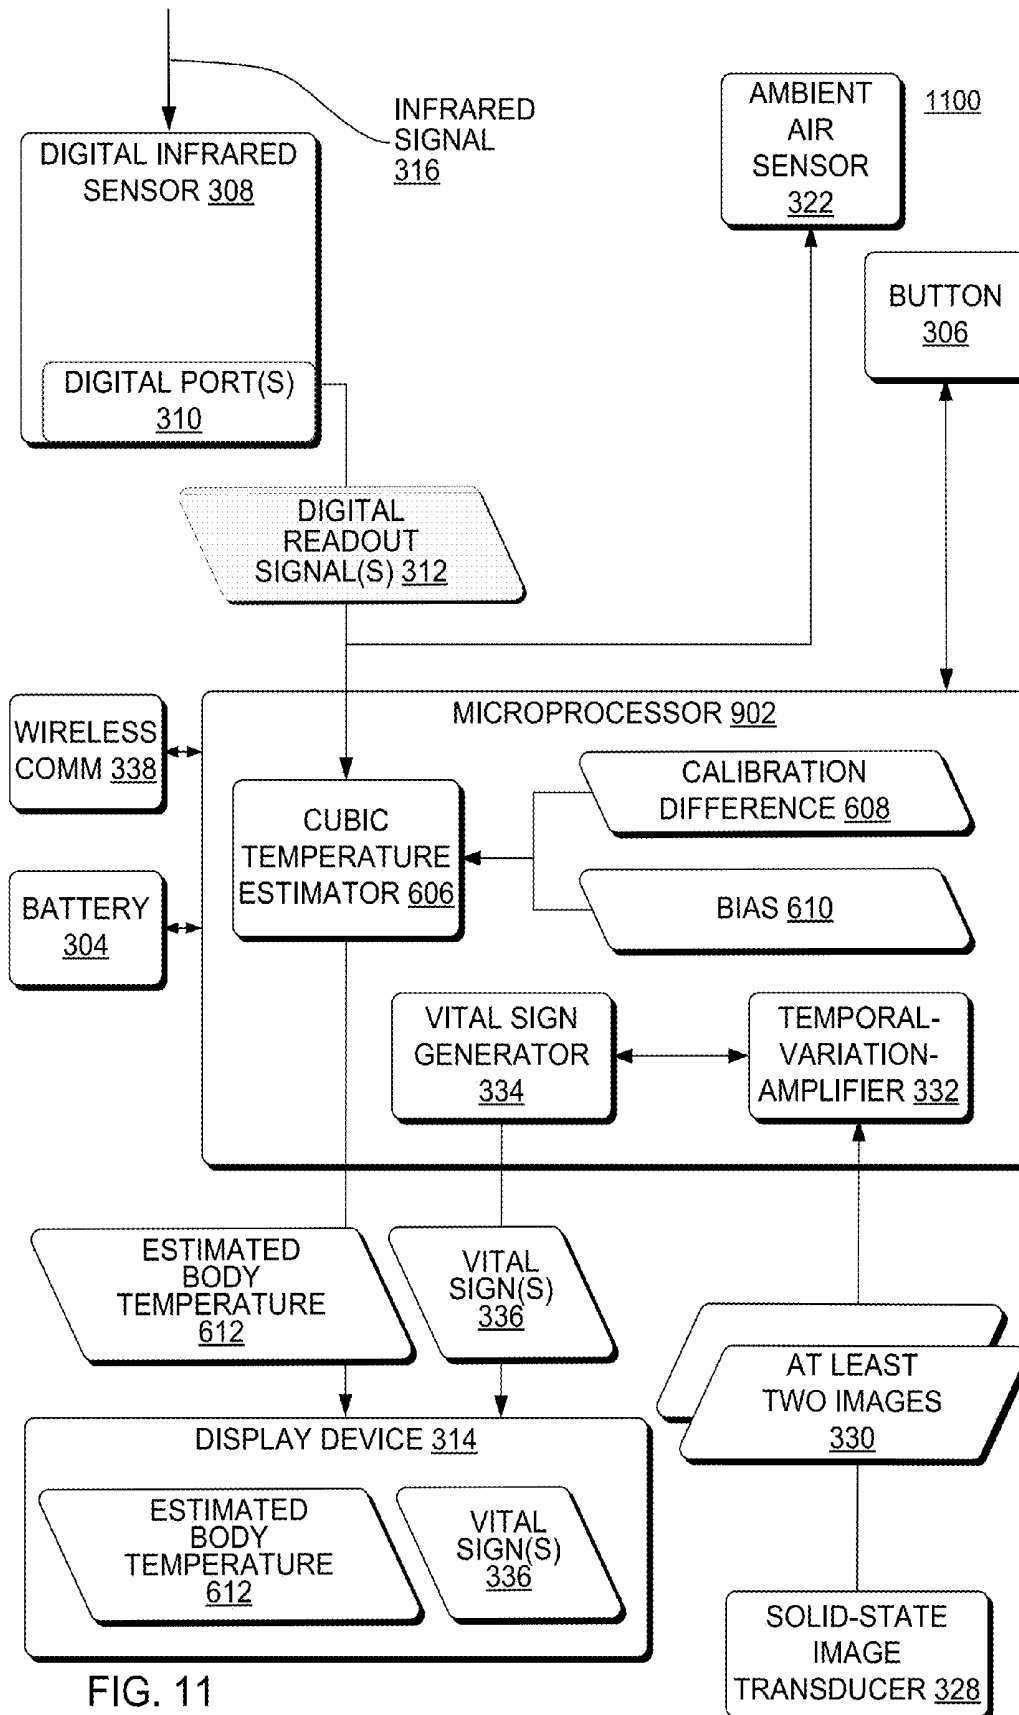 INFRARED
SIGNAL
316
AMBIENT
AIR
SENSOR
322
1100
DIGITAL INFRARED
SENSOR 308
BUTTON
306
DIGITAL PORT(S)
310
DIGITAL
READOUT
SIGNAL(S) 312
MICROPROCESSOR 902
WIRELESS
COMM 338
CALIBRATION
DIFFERENCE 608
CUBIC
TEMPERATURE
ESTIMATOR 606
BATTERY
304
BIAS 610
VITAL SIGN
GENERATOR
334
TEMPORAL-
VARIATION-
AMPLIFIER 332
ESTIMATED
BODY
TEMPERATURE
612
VITAL
SIGN(S)
336
AT LEAST
TWO IMAGES
330
DISPLAY DEVICE 314
ESTIMATED
BODY
TEMPERATURE
612
VITAL
SIGN(S)
336
SOLID-STATE
IMAGE
TRANSDUCER 328
FIG. 11